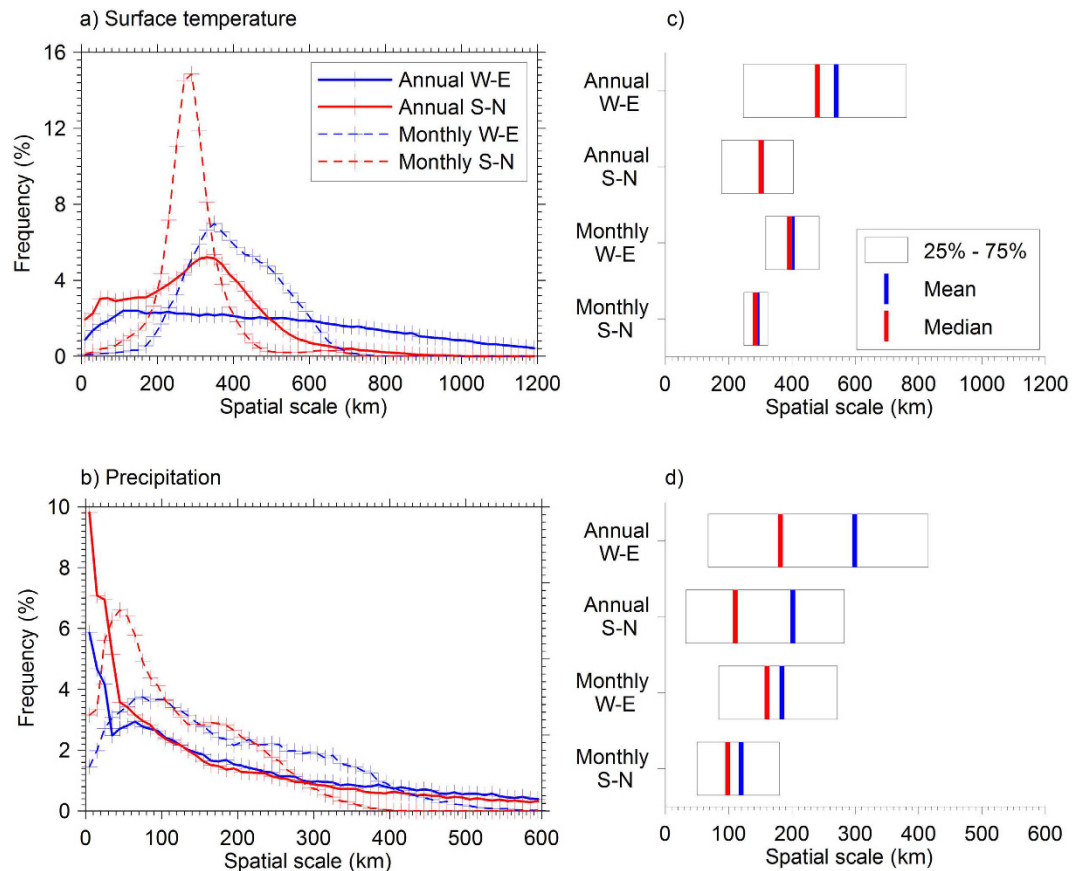 a) Surface temperature
16
12
8
4
0
Frequency (%)
0 200 400 600 800 1000 1200
Spatial scale (km)
Annual W-E
Annual S-N
Monthly W-E
Monthly S-N
c)
Annual
W-E
Annual
S-N
Monthly
W-E
Monthly
S-N
25% - 75%
Mean
Median
0 200 400 600 800 1000 1200
Spatial scale (km)
b) Precipitation
10
8
6
4
2
0
Frequency (%)
0 100 200 300 400 500 600
Spatial scale (km)
d)
Annual
W-E
Annual
S-N
Monthly
W-E
Monthly
S-N
0 100 200 300 400 500 600
Spatial scale (km)